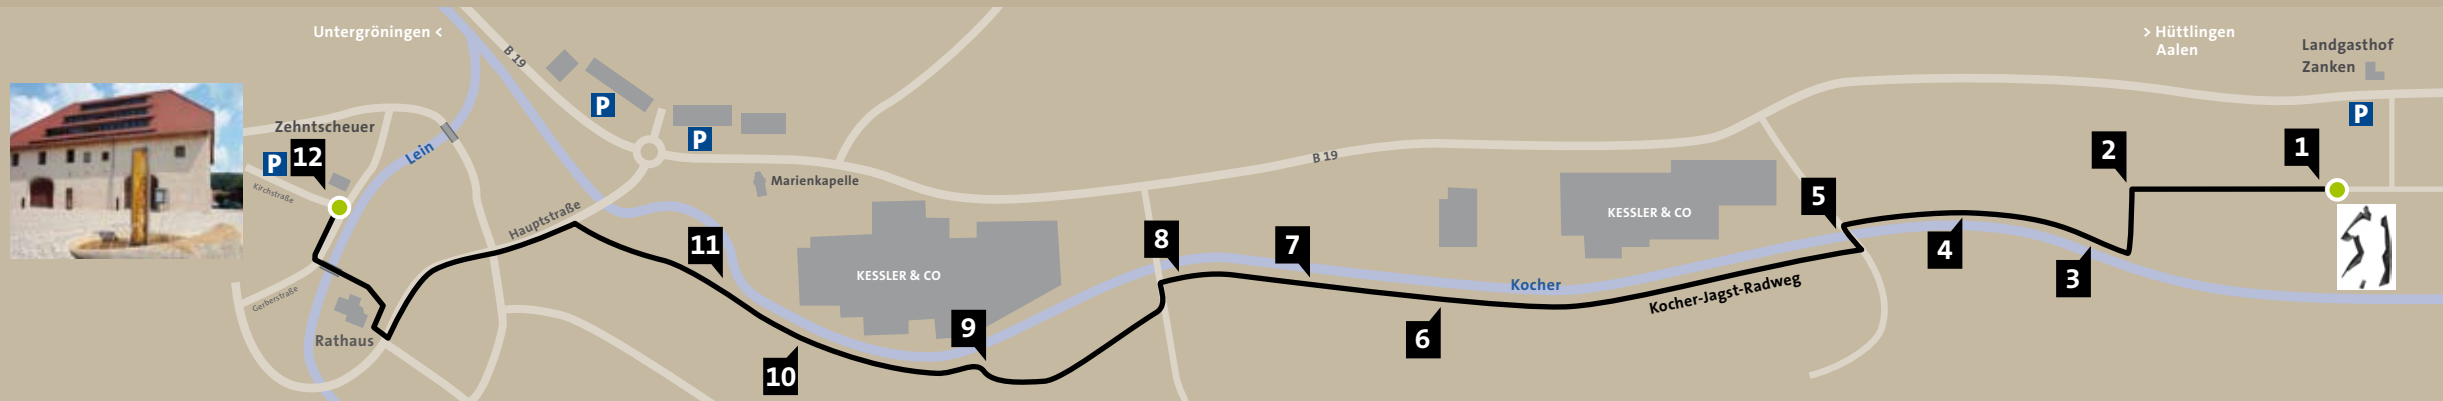 Untergröningen <
B 19
P
P
Zehntscheuer
P
12
Kirchstraße
Lein
Hauptstraße
Gerberstraße
Rathaus
Marienkapelle
11
10
KESSLER & CO
9
8
7
6
B 19
Kocher
KESSLER & CO
Kocher-Jagst-Radweg
5
4
3
2
1
> Hüttlingen
Aalen
Landgasthof
Zanken
P